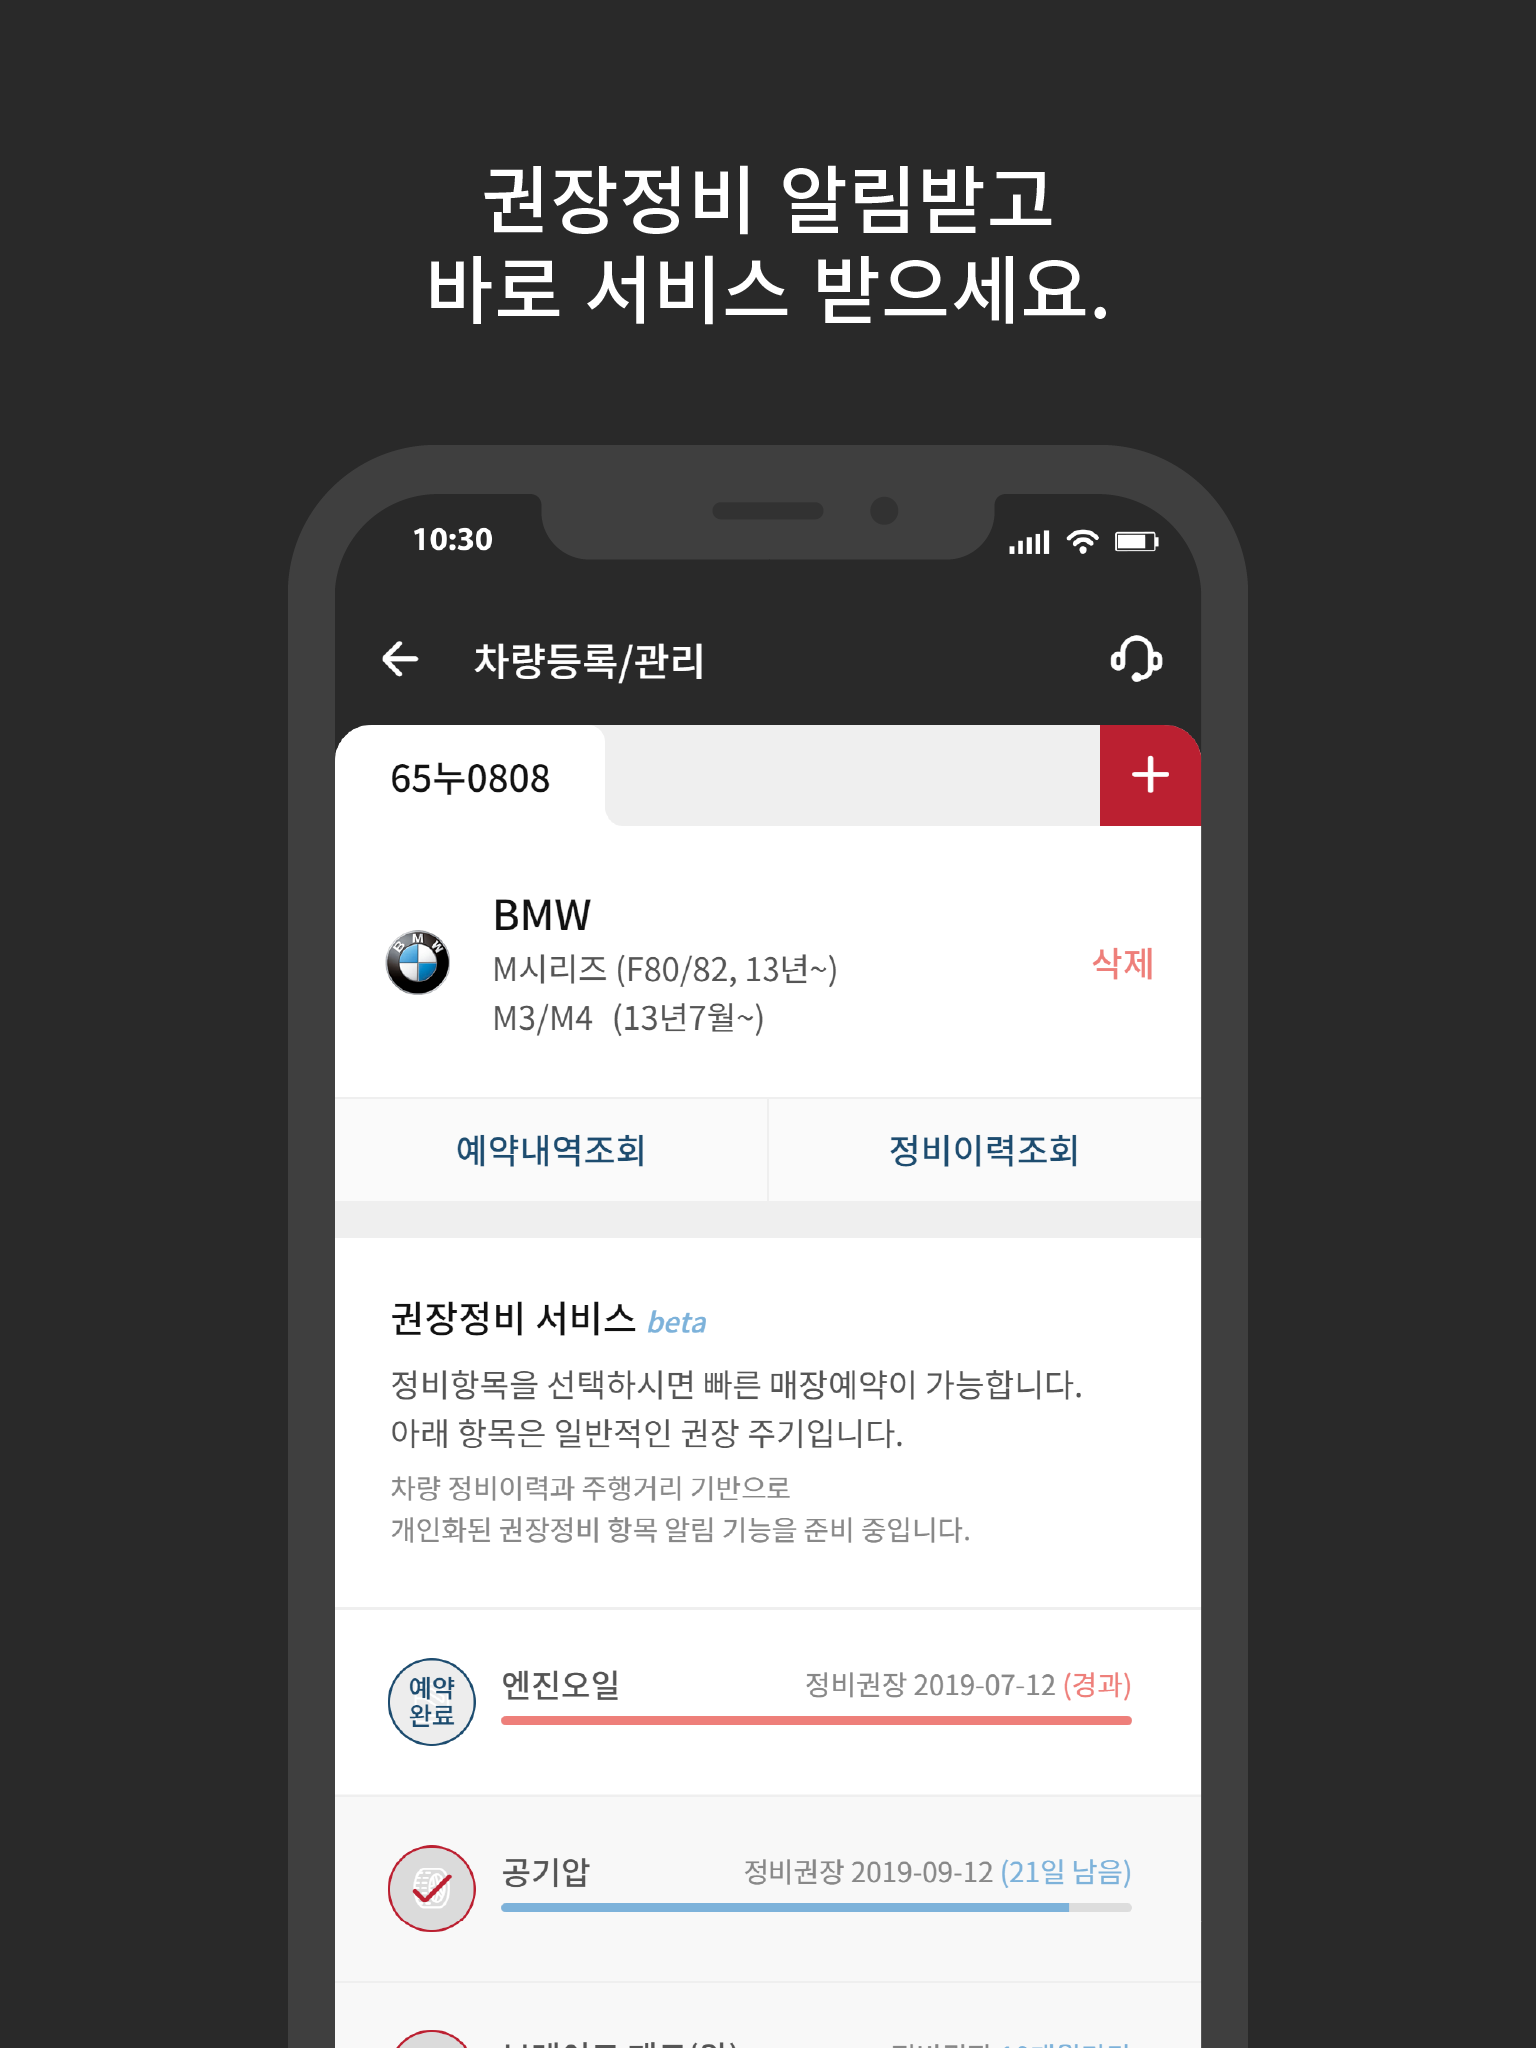 권장정비 알림받고
바로 서비스 받으세요.
10:30
차량등록/관리
65누0808
BMW
BMW
M시리즈 (F80/82, 13년~)
삭제
M3/M4 (13년7월~)
예약내역조회
정비이력조회
권장정비 서비스 beta
정비항목을 선택하시면 빠른 매장예약이 가능합니다.
아래 항목은 일반적인 권장 주기입니다.
차량 정비이력과 주행거리 기반으로
개인화된 권장정비 항목 알림 기능을 준비 중입니다.
예약
완료
엔진오일
정비권장 2019-07-12 (경과)
공기압
정비권장 2019-09-12 (21일 남음)